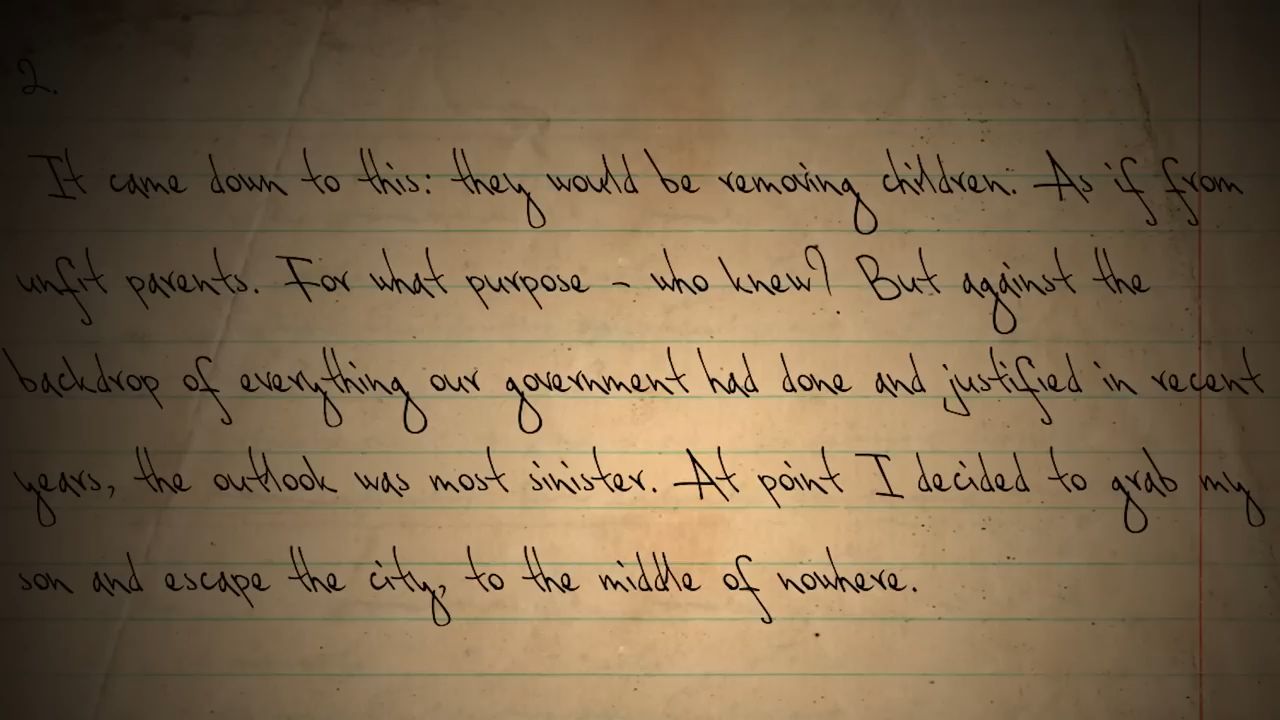 2.
It came down to this: they would be removing children. As if from
unfit parents. For what purpose - who knew? But against the
backdrop of everything our government had done and justified in recent
years, the outlook was most sinister. At point I decided to grab my
son and escape the city, to the middle of nowhere.